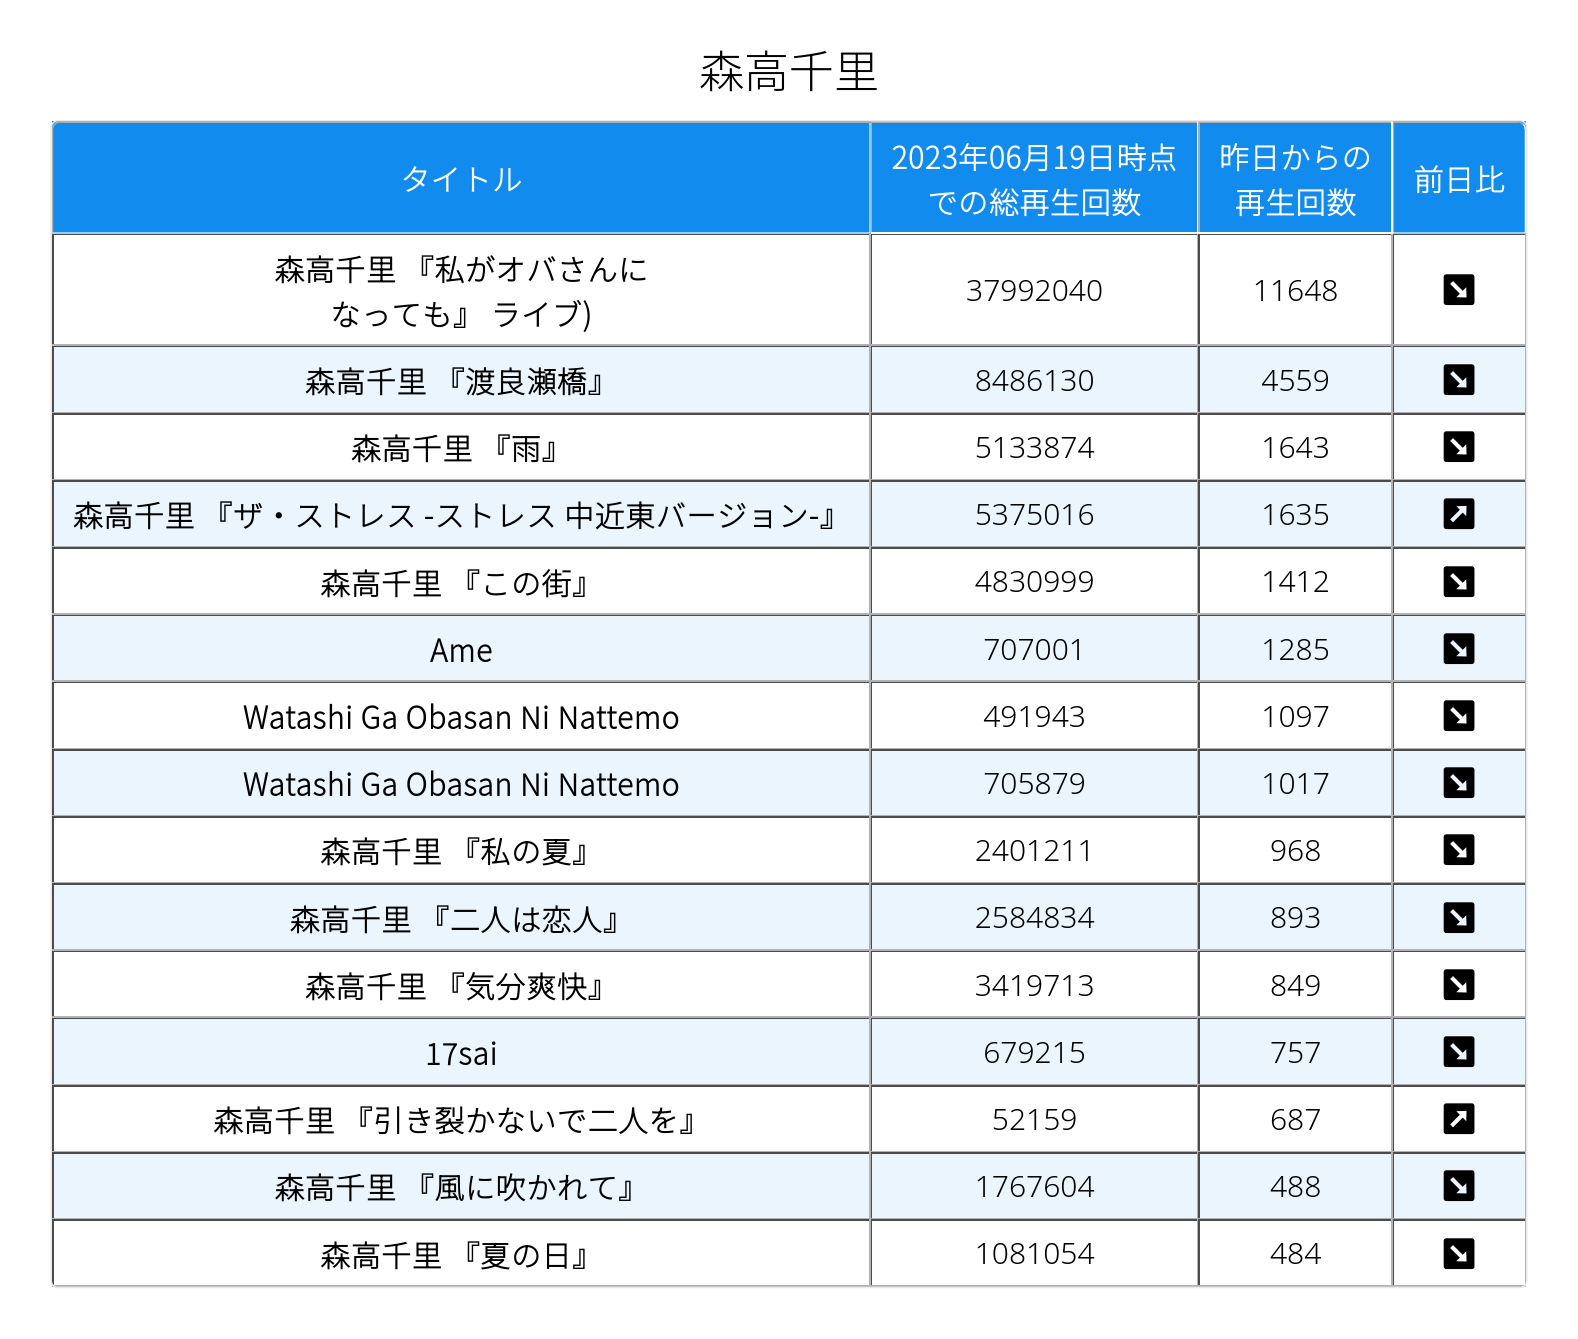 森高千里
タイトル
2023年06月19日時点
での総再生回数
昨日からの
再生回数
前日比
森高千里 『私がオバさんに
なっても』 ライブ)
37992040
11648
森高千里 『渡良瀬橋』
8486130
4559
森高千里 『雨』
5133874
1643
森高千里 『ザ・ストレス -ストレス 中近東バージョン-』
5375016
1635
森高千里 『この街』
4830999
1412
Ame
707001
1285
Watashi Ga Obasan Ni Nattemo
491943
1097
Watashi Ga Obasan Ni Nattemo
705879
1017
森高千里 『私の夏』
2401211
968
森高千里 『二人は恋人』
2584834
893
森高千里 『気分爽快』
3419713
849
17sai
679215
757
森高千里 『引き裂かないで二人を』
52159
687
森高千里 『風に吹かれて』
1767604
488
森高千里 『夏の日』
1081054
484